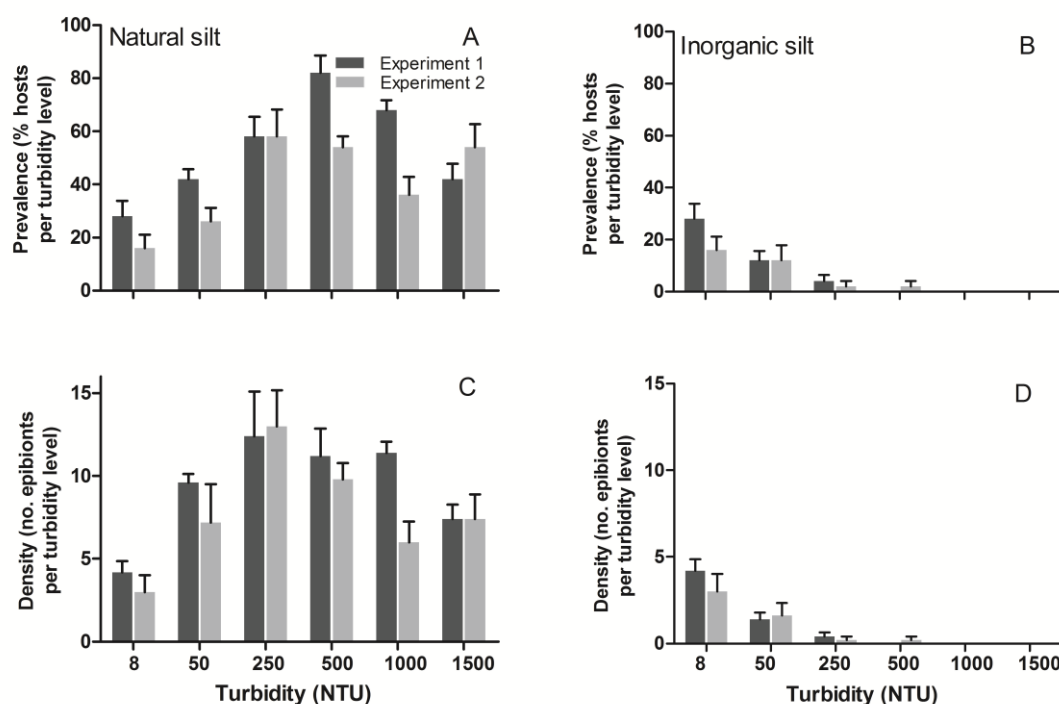 Natural silt
A
Experiment 1
Experiment 2
Prevalence (% hosts
per turbidity level)
100
80
60
40
20
0
Inorganic silt
B
Prevalence (% hosts
per turbidity level)
100
80
60
40
20
0
C
Density (no. epibionts
per turbidity level)
15
10
5
0
8 50 250 500 1000 1500
Turbidity (NTU)
D
Density (no. epibionts
per turbidity level)
15
10
5
0
8 50 250 500 1000 1500
Turbidity (NTU)